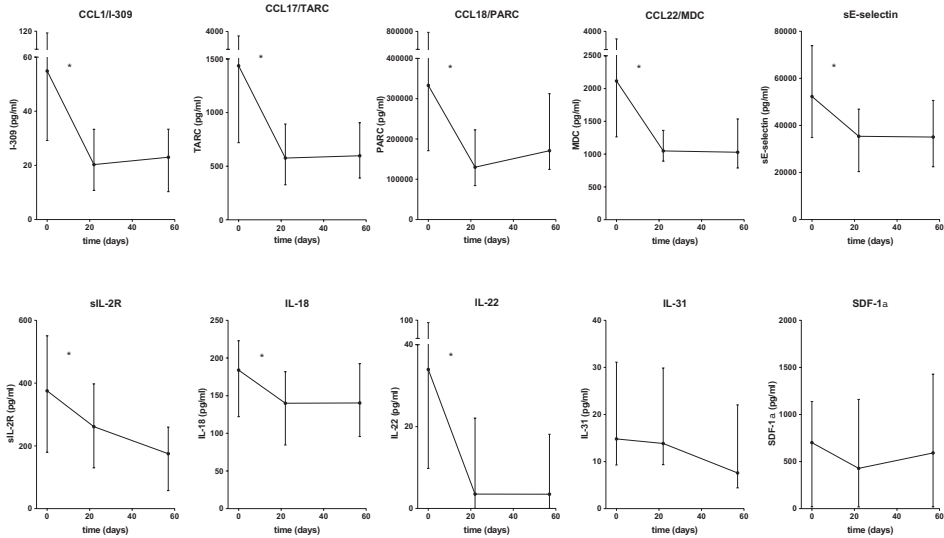 CCL1/I-309
120
60
40
20
0
I-309 (pg/ml)
*
0 20 40 60
time (days)
CCL17/TARC
4000
1500
1000
500
0
TARC (pg/ml)
*
0 20 40 60
time (days)
CCL18/PARC
800000
400000
300000
200000
100000
0
PARC (pg/ml)
*
0 20 40 60
time (days)
CCL22/MDC
4000
2500
2000
1500
1000
500
0
MDC (pg/ml)
*
0 20 40 60
time (days)
sE-selectin
80000
60000
40000
20000
0
sE-selectin (pg/ml)
*
0 20 40 60
time (days)
sIL-2R
600
400
200
0
sIL-2R (pg/ml)
*
0 20 40 60
time (days)
IL-18
250
200
150
100
50
0
IL-18 (pg/ml)
*
0 20 40 60
time (days)
IL-22
100
40
20
0
IL-22 (pg/ml)
*
0 20 40 60
time (days)
IL-31
40
30
20
10
0
IL-31 (pg/ml)
0 20 40 60
time (days)
SDF-1a
2000
1500
1000
500
0
SDF-1a (pg/ml)
0 20 40 60
time (days)